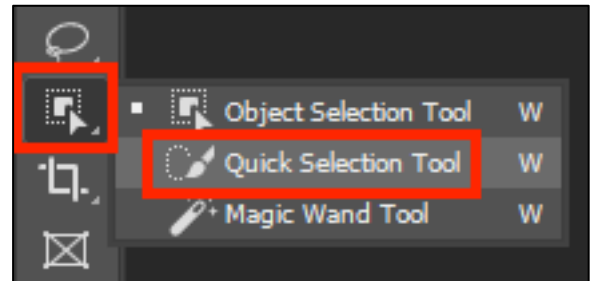 Object Selection Tool W
Quick Selection Tool W
Magic Wand Tool W